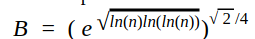 B = ( e^{\sqrt{ln(n)ln(ln(n))}} )^{\sqrt{2}/4}